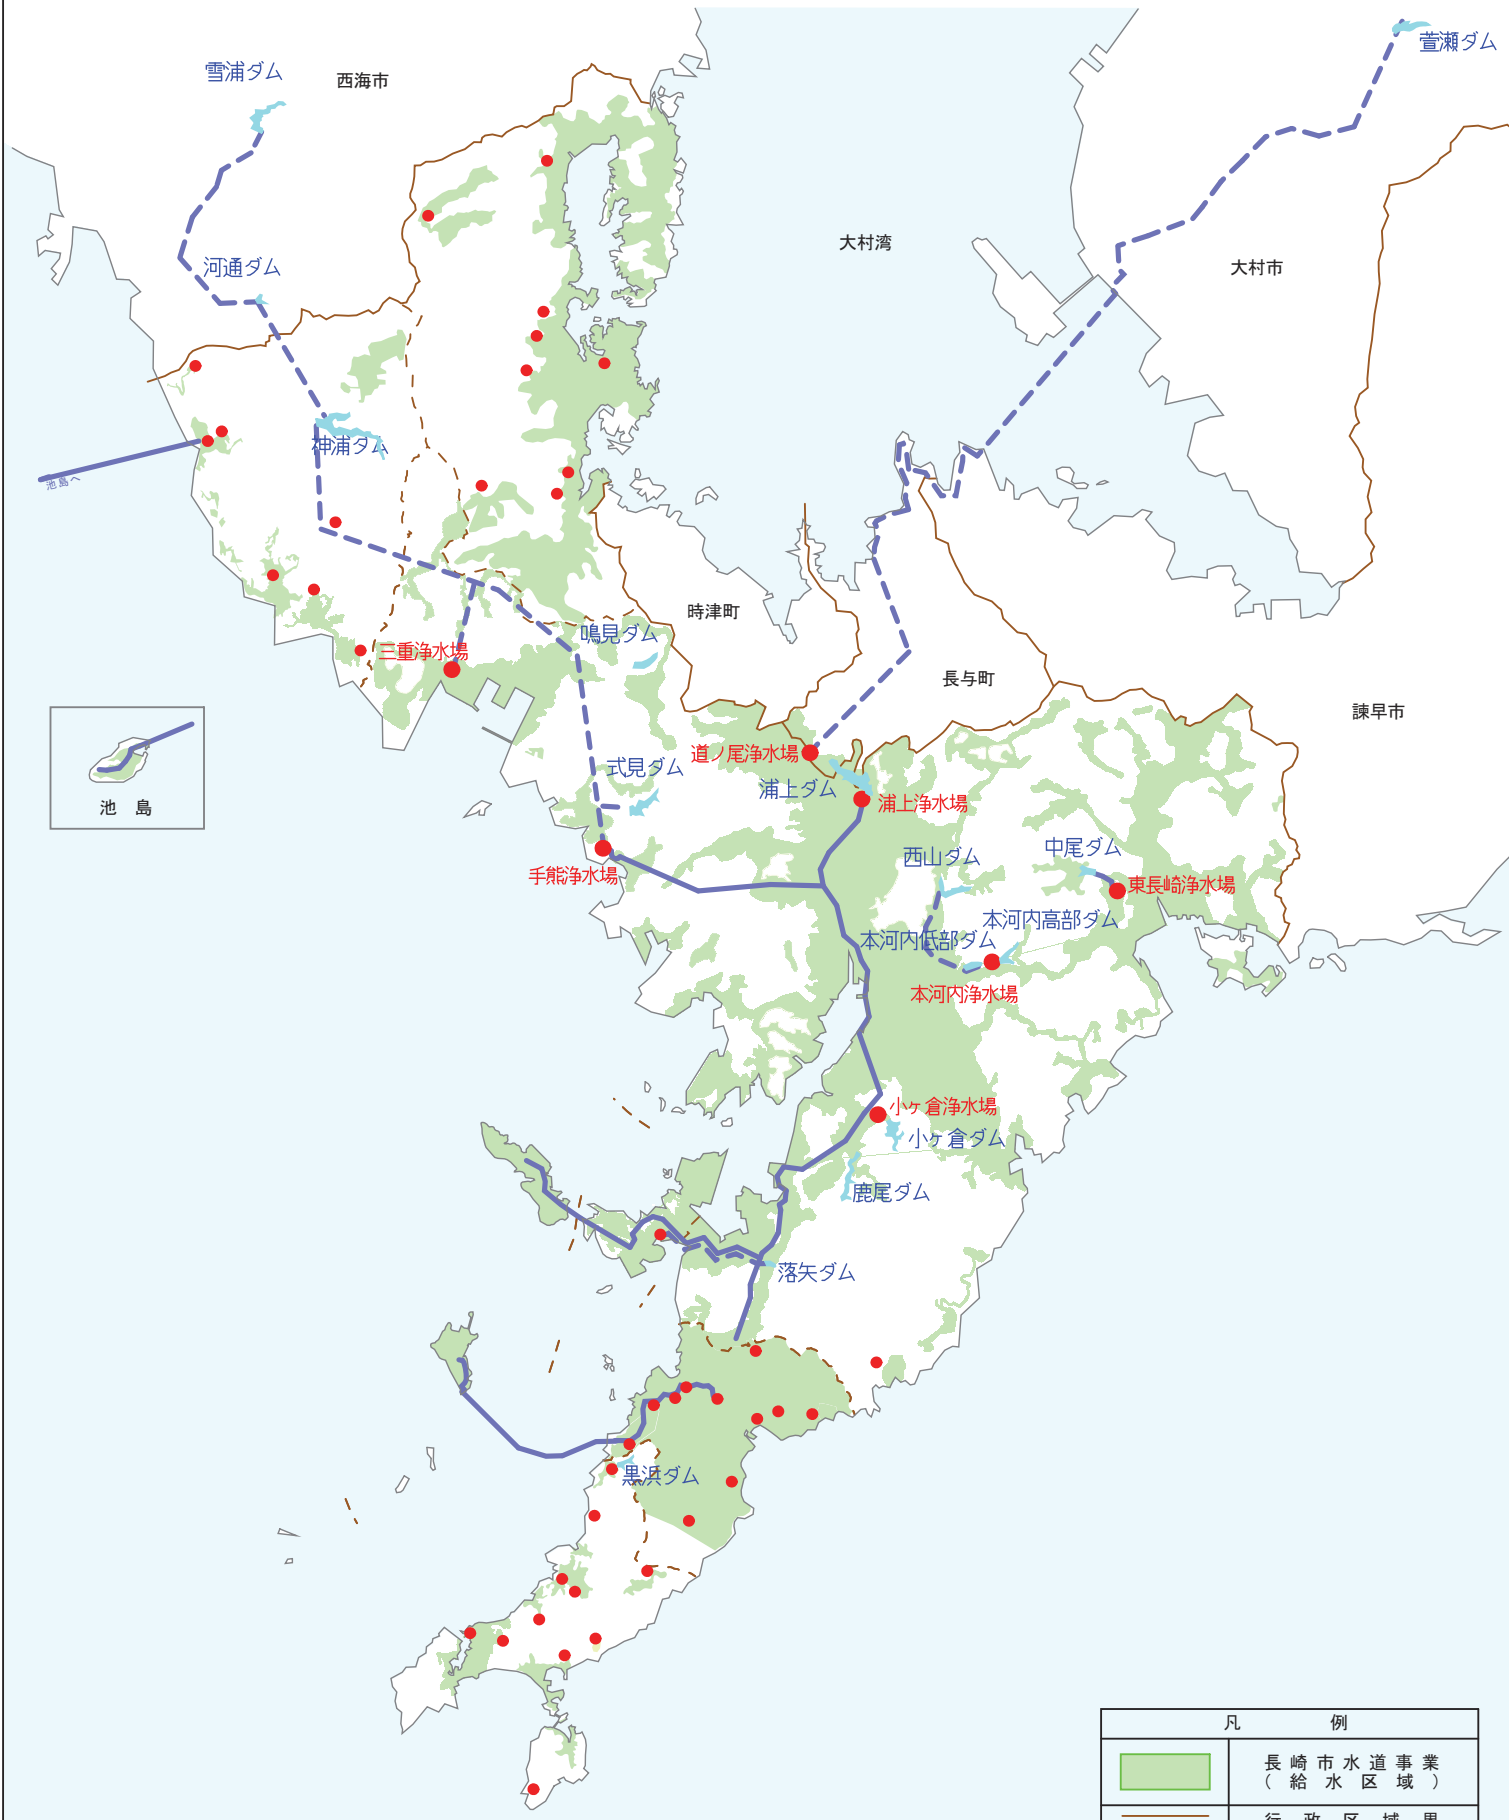 萱瀬ダム
雪浦ダム
西海市
大村湾
河通ダム
大村市
神浦ダム
池島へ
時津町
鳴見ダム
三重浄水場
長与町
諫早市
道ノ尾浄水場
式見ダム
浦上ダム
浦上浄水場
池 島
西山ダム
中尾ダム
手熊浄水場
東長崎浄水場
本河内高部ダム
本河内低部ダム
本河内浄水場
小ヶ倉浄水場
小ヶ倉ダム
鹿尾ダム
落矢ダム
黒浜ダム
凡 例
長崎市水道事業
（給水区域）
行政区域界